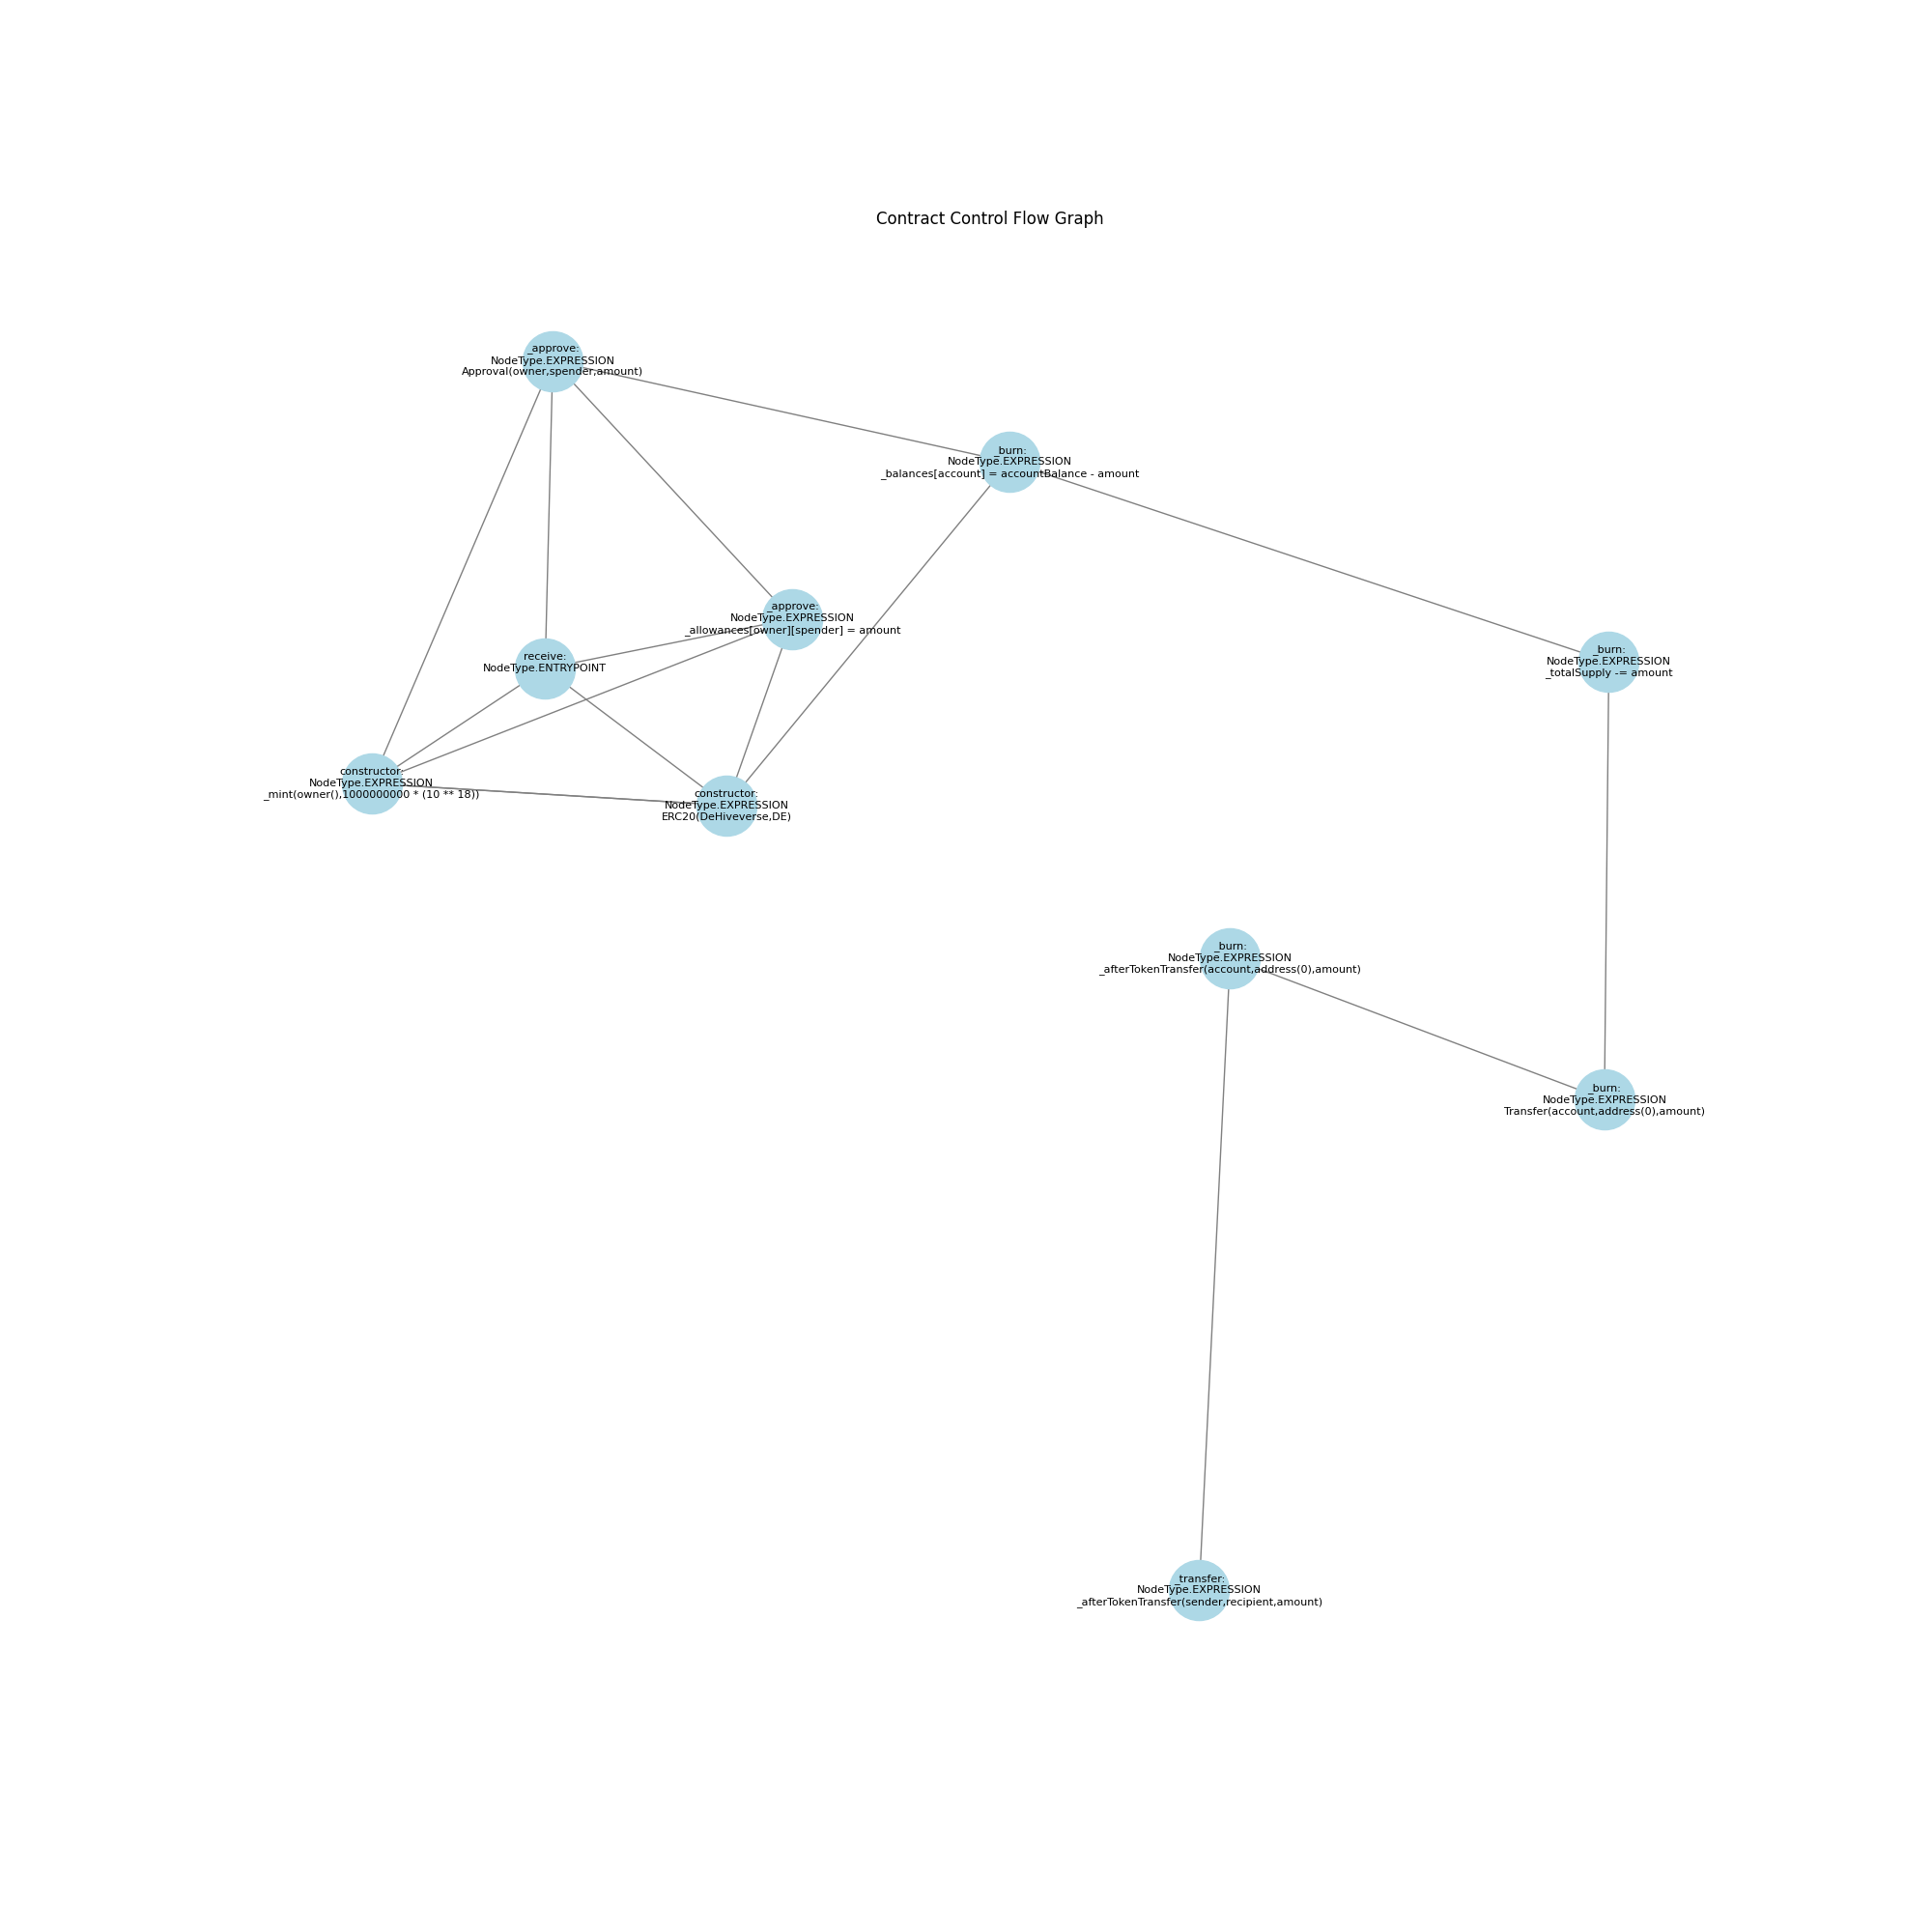 Contract Control Flow Graph
_approve:
NodeType.EXPRESSION
Approval(owner,spender,amount)
_burn:
NodeType.EXPRESSION
_balances[account] = accountBalance - amount
_approve:
NodeType.EXPRESSION
_allowances[owner][spender] = amount
receive:
NodeType.ENTRYPOINT
_burn:
NodeType.EXPRESSION
_totalSupply -= amount
constructor:
NodeType.EXPRESSION
_mint(owner(),1000000000 * (10 ** 18))
constructor:
NodeType.EXPRESSION
ERC20(DeHiveverse,DE)
_burn:
NodeType.EXPRESSION
_afterTokenTransfer(account,address(0),amount)
_burn:
NodeType.EXPRESSION
Transfer(account,address(0),amount)
_transfer:
NodeType.EXPRESSION
_afterTokenTransfer(sender,recipient,amount)